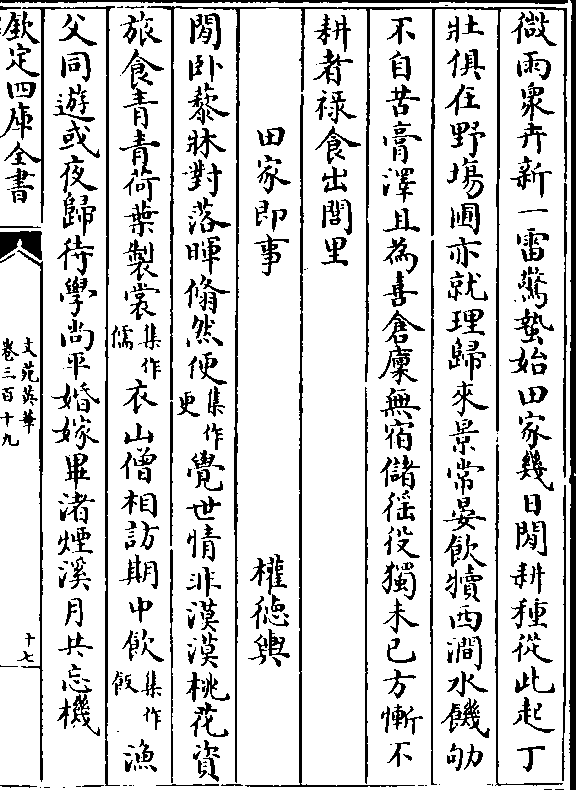 微雨衆卉新一雷驚蟄始田家幾日閒耕種從此起丁
壯俱在野場圃亦就理歸來景常晏飲犢西澗水饑劬
不自苦膏澤且為喜倉廩無宿儲徭役獨未已方慚不
耕者祿食出閭里
田家即事 權德輿
閒臥藜牀對落暉翛然便集作更覺世情非漠漠桃花資
旅食青青荷葉製裳集作儒衣山僧相訪期中飲集作飯漁
父同遊或夜歸待學尚平婚嫁畢渚煙溪月共忘機
欽定四庫全書
文苑英華
卷三百十九
十七